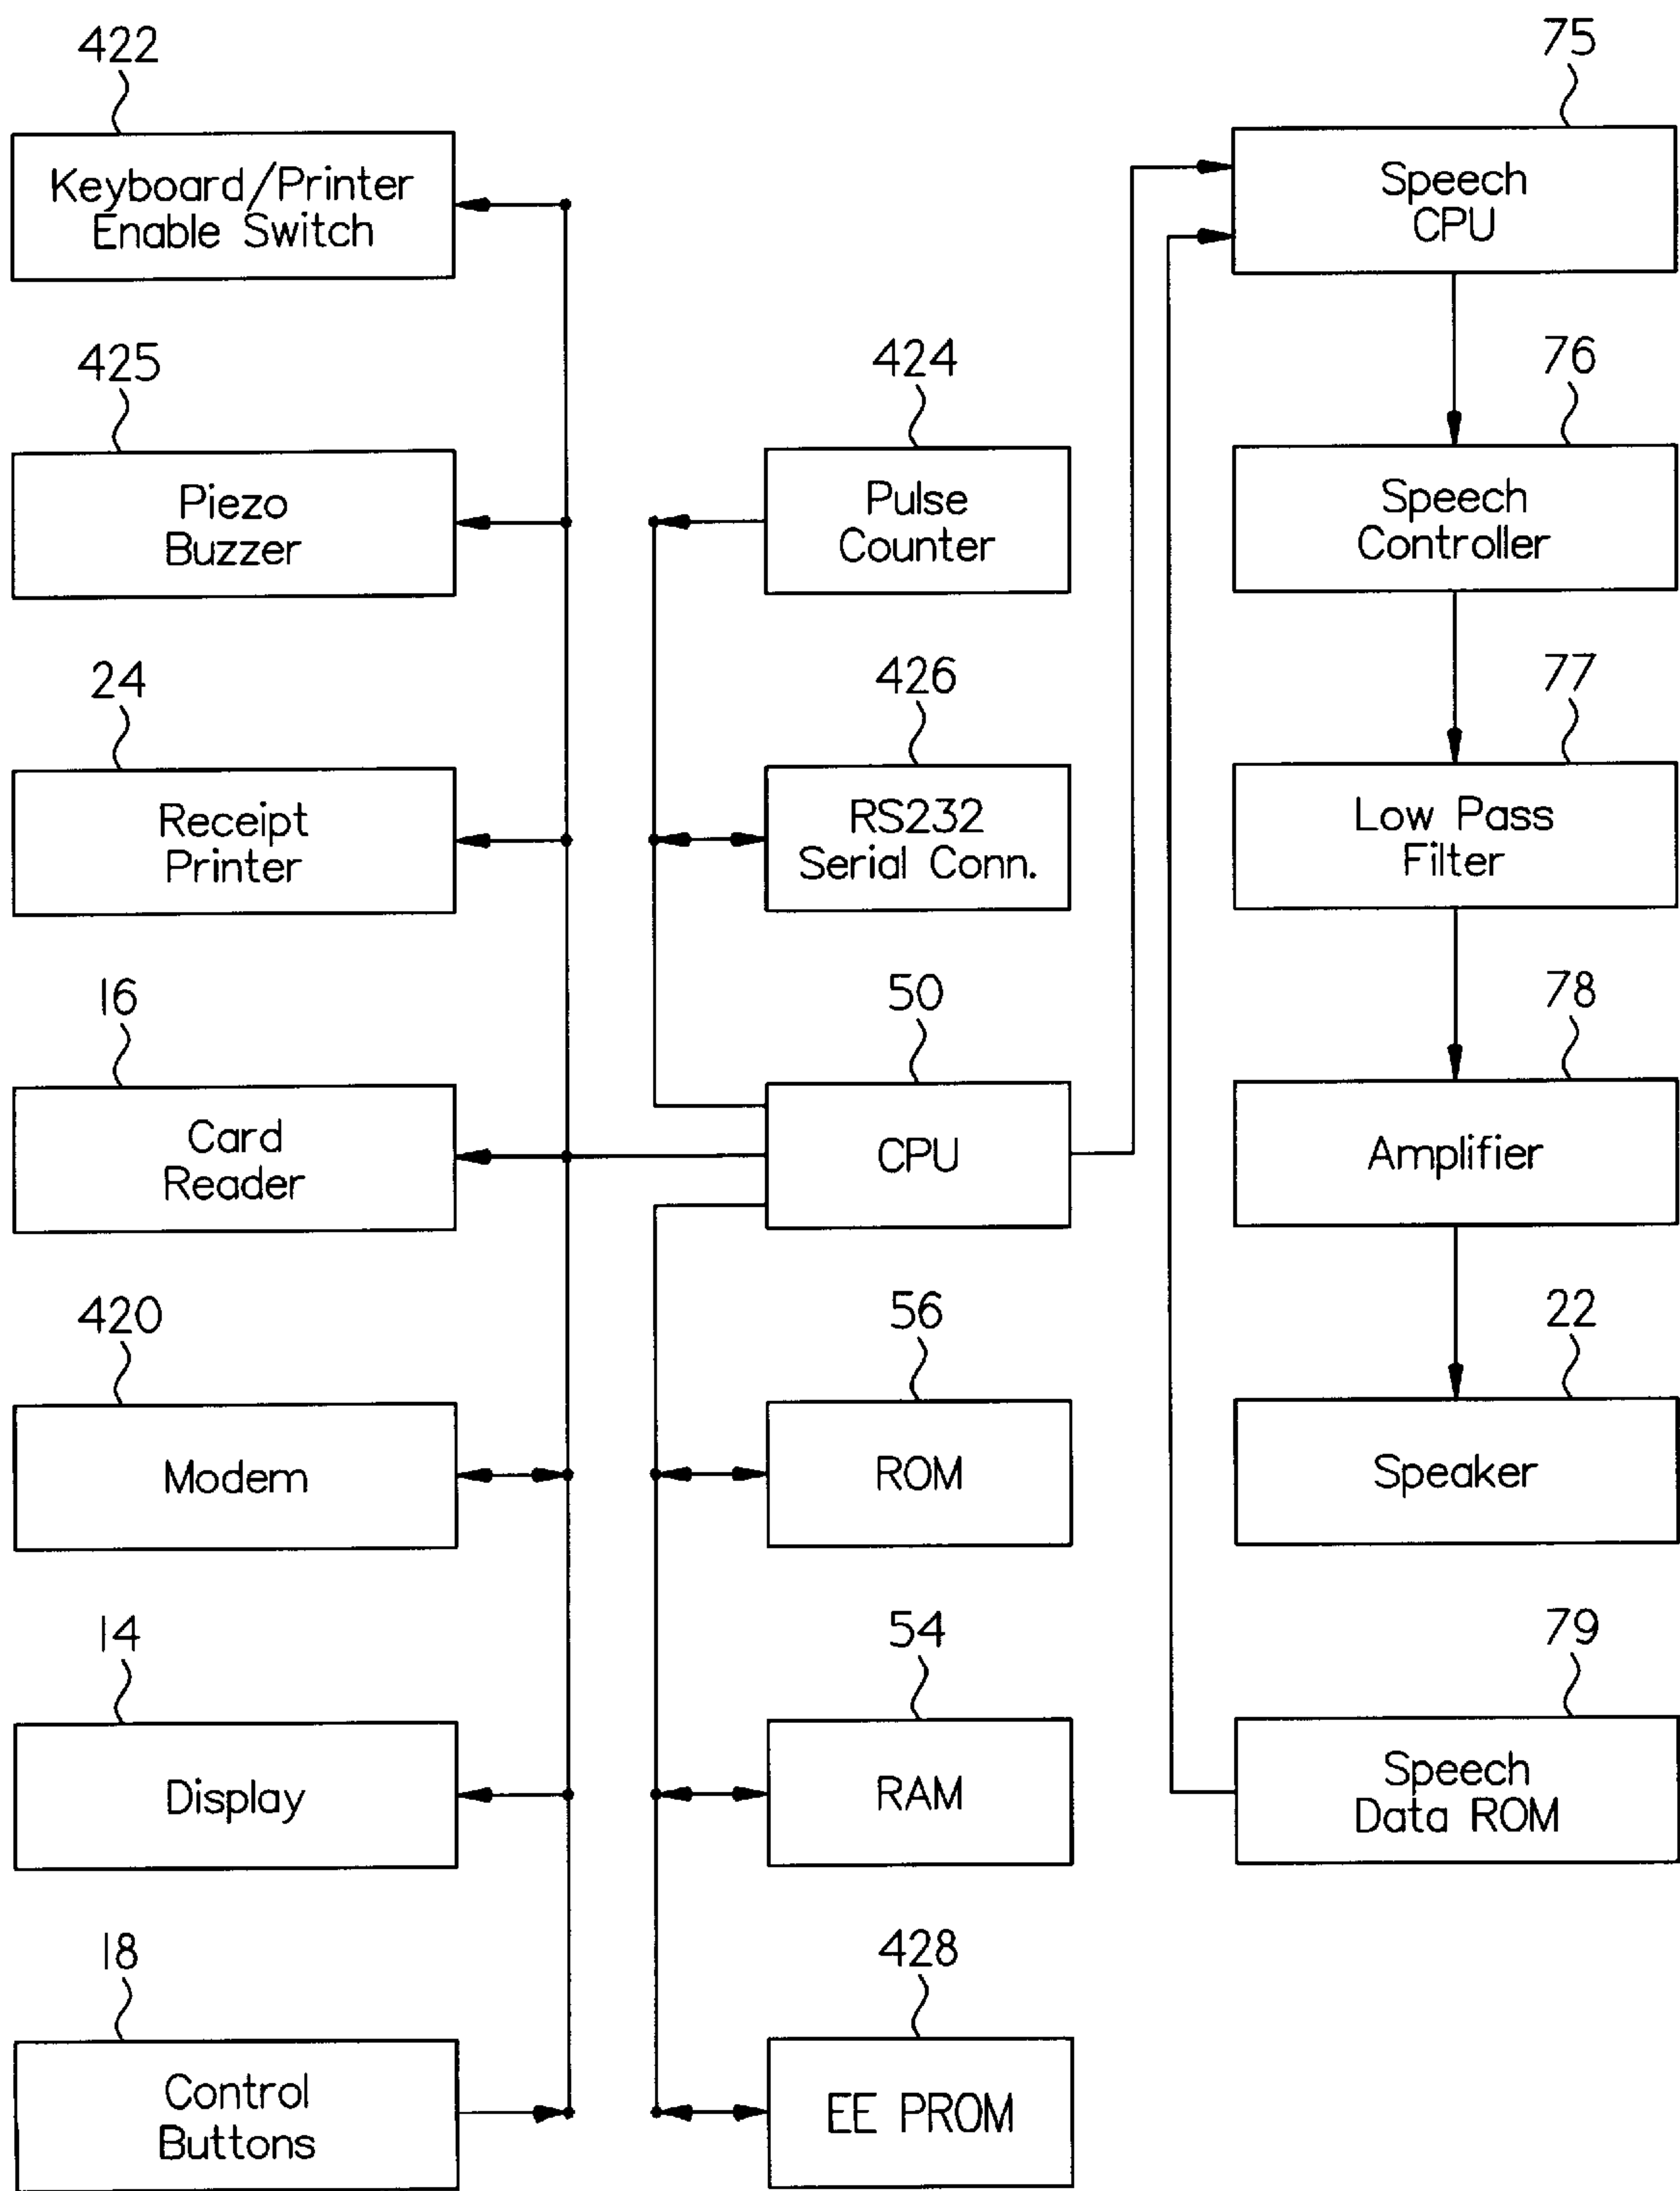 422
Keyboard/Printer
Enable Switch
425
Piezo
Buzzer
24
Receipt
Printer
16
Card
Reader
420
Modem
14
Display
18
Control
Buttons
424
Pulse
Counter
426
RS232
Serial Conn.
50
CPU
56
ROM
54
RAM
428
EE PROM
75
Speech
CPU
76
Speech
Controller
77
Low Pass
Filter
78
Amplifier
22
Speaker
79
Speech
Data ROM